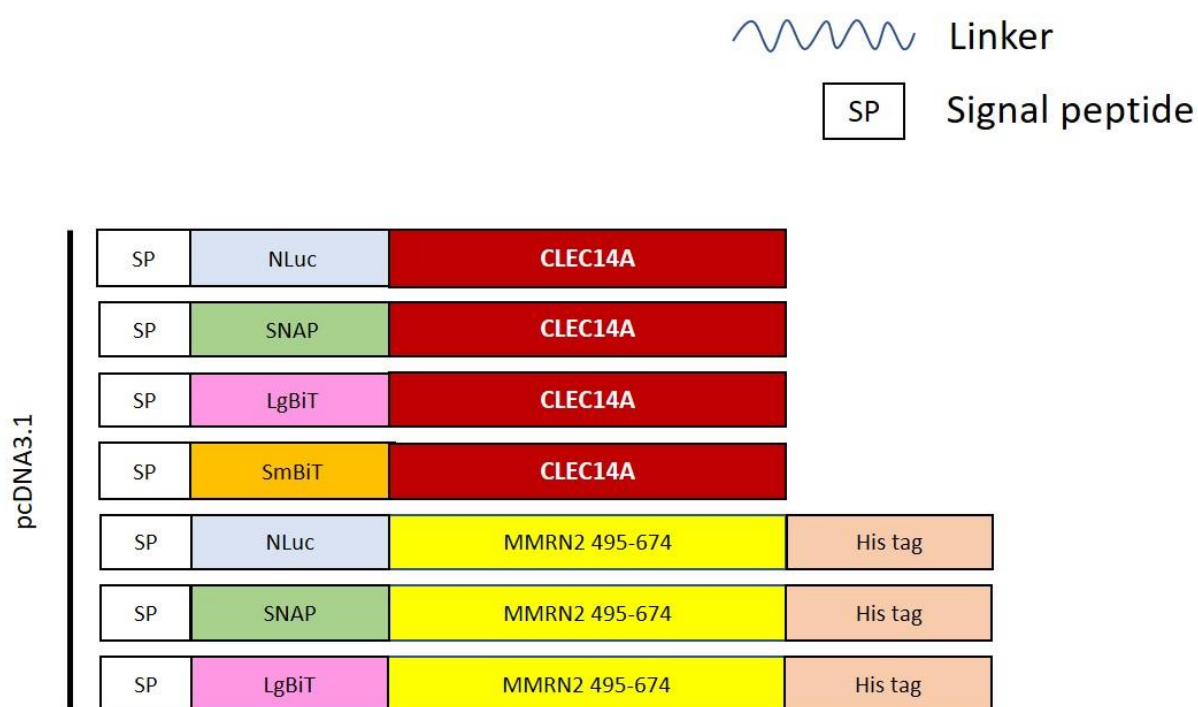 Linker
SP Signal peptide
pcDNA3.1
SP NLuc CLEC14A
SP SNAP CLEC14A
SP LgBiT CLEC14A
SP SmBiT CLEC14A
SP NLuc MMRN2 495-674 His tag
SP SNAP MMRN2 495-674 His tag
SP LgBiT MMRN2 495-674 His tag